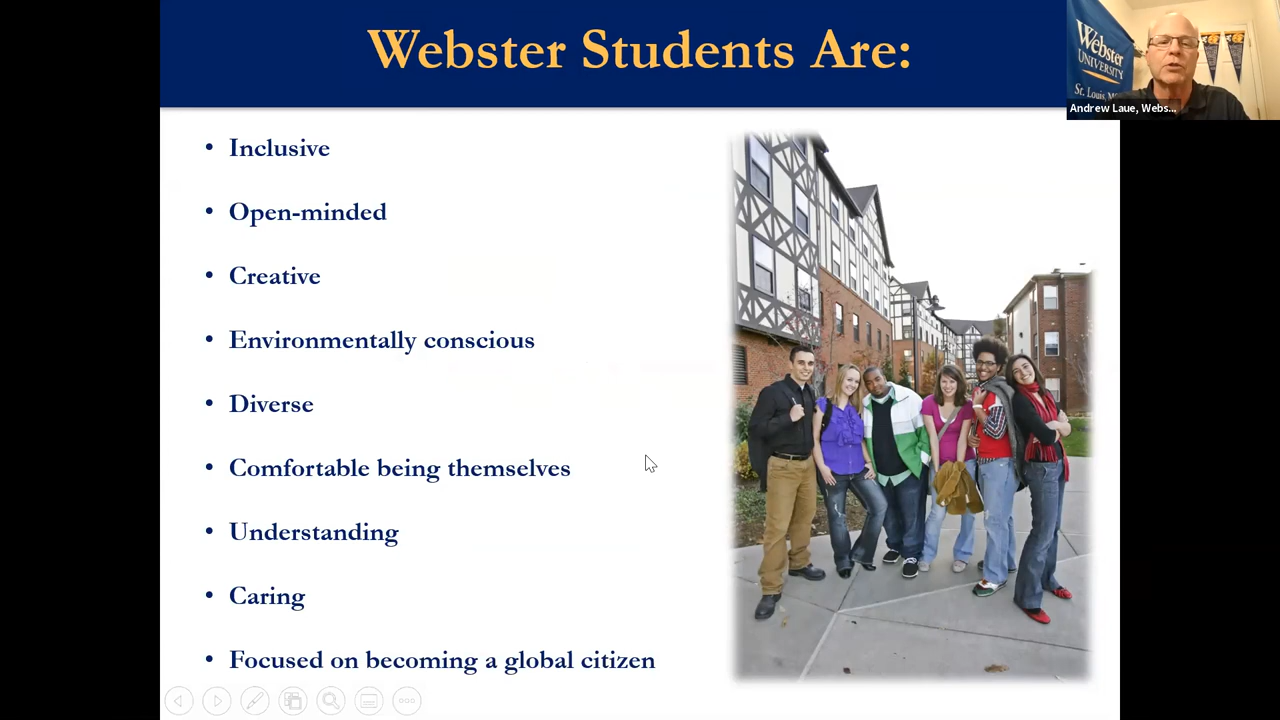 Webster Students Are:
• Inclusive
• Open-minded
• Creative
• Environmentally conscious
• Diverse
• Comfortable being themselves
• Understanding
• Caring
• Focused on becoming a global citizen
Webster
UNIVERSITY
St. Louis,
Andrew Laue, Webs...